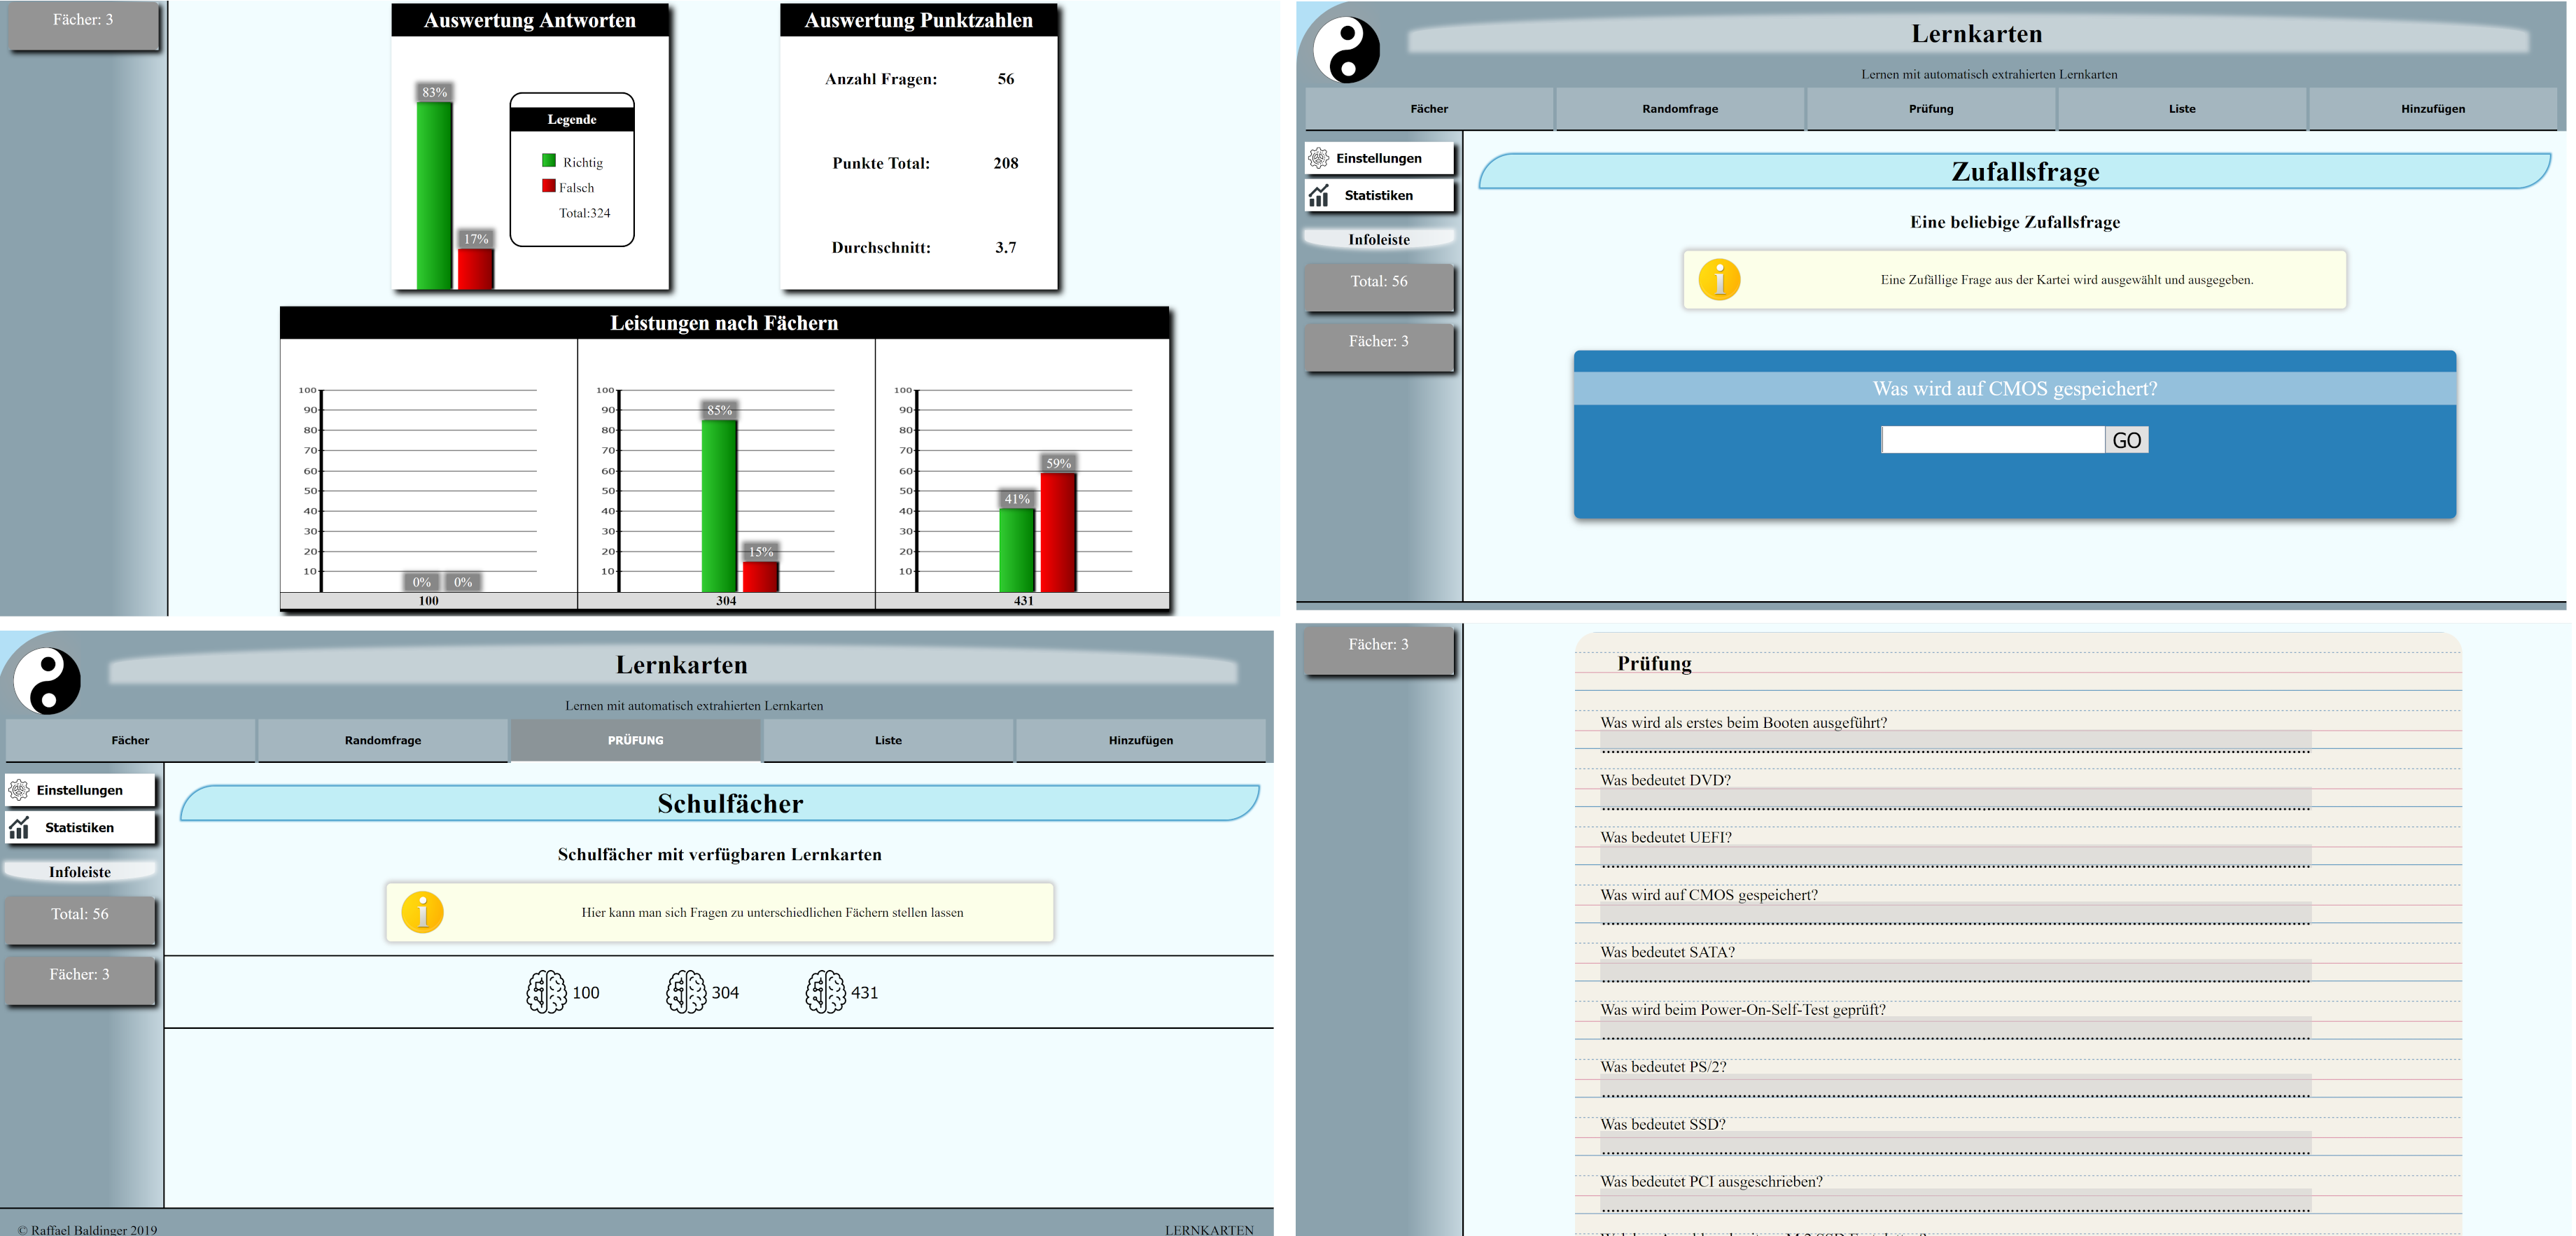 Fächer: 3
Auswertung Antworten
83%
17%
Legende
Richtig
Falsch
Total:324
Auswertung Punktzahlen
Anzahl Fragen: 56
Punkte Total: 208
Durchschnitt: 3.7
Leistungen nach Fächern
100
90
80
70
60
50
40
30
20
10
0% 0%
100
100
90
80
70
60
50
40
30
20
10
85%
15%
304
100
90
80
70
60
50
40
30
20
10
41%
59%
431
Lernkarten
Lernen mit automatisch extrahierten Lernkarten
Fächer Randomfrage Prüfung Liste Hinzufügen
Einstellungen
Statistiken
Infoleiste
Total: 56
Fächer: 3
Zufallsfrage
Eine beliebige Zufallsfrage
Eine Zufällige Frage aus der Kartei wird ausgewählt und ausgegeben.
Was wird auf CMOS gespeichert?
GO
Lernkarten
Lernen mit automatisch extrahierten Lernkarten
Fächer Randomfrage PRÜFUNG Liste Hinzufügen
Einstellungen
Statistiken
Infoleiste
Total: 56
Fächer: 3
Schulfächer
Schulfächer mit verfügbaren Lernkarten
Hier kann man sich Fragen zu unterschiedlichen Fächern stellen lassen
100 304 431
© Raffael Baldinger 2019 LERNKARTEN
Fächer: 3
Prüfung
Was wird als erstes beim Booten ausgeführt?
Was bedeutet DVD?
Was bedeutet UEFI?
Was wird auf CMOS gespeichert?
Was bedeutet SATA?
Was wird beim Power-On-Self-Test geprüft?
Was bedeutet PS/2?
Was bedeutet SSD?
Was bedeutet PCI ausgeschrieben?